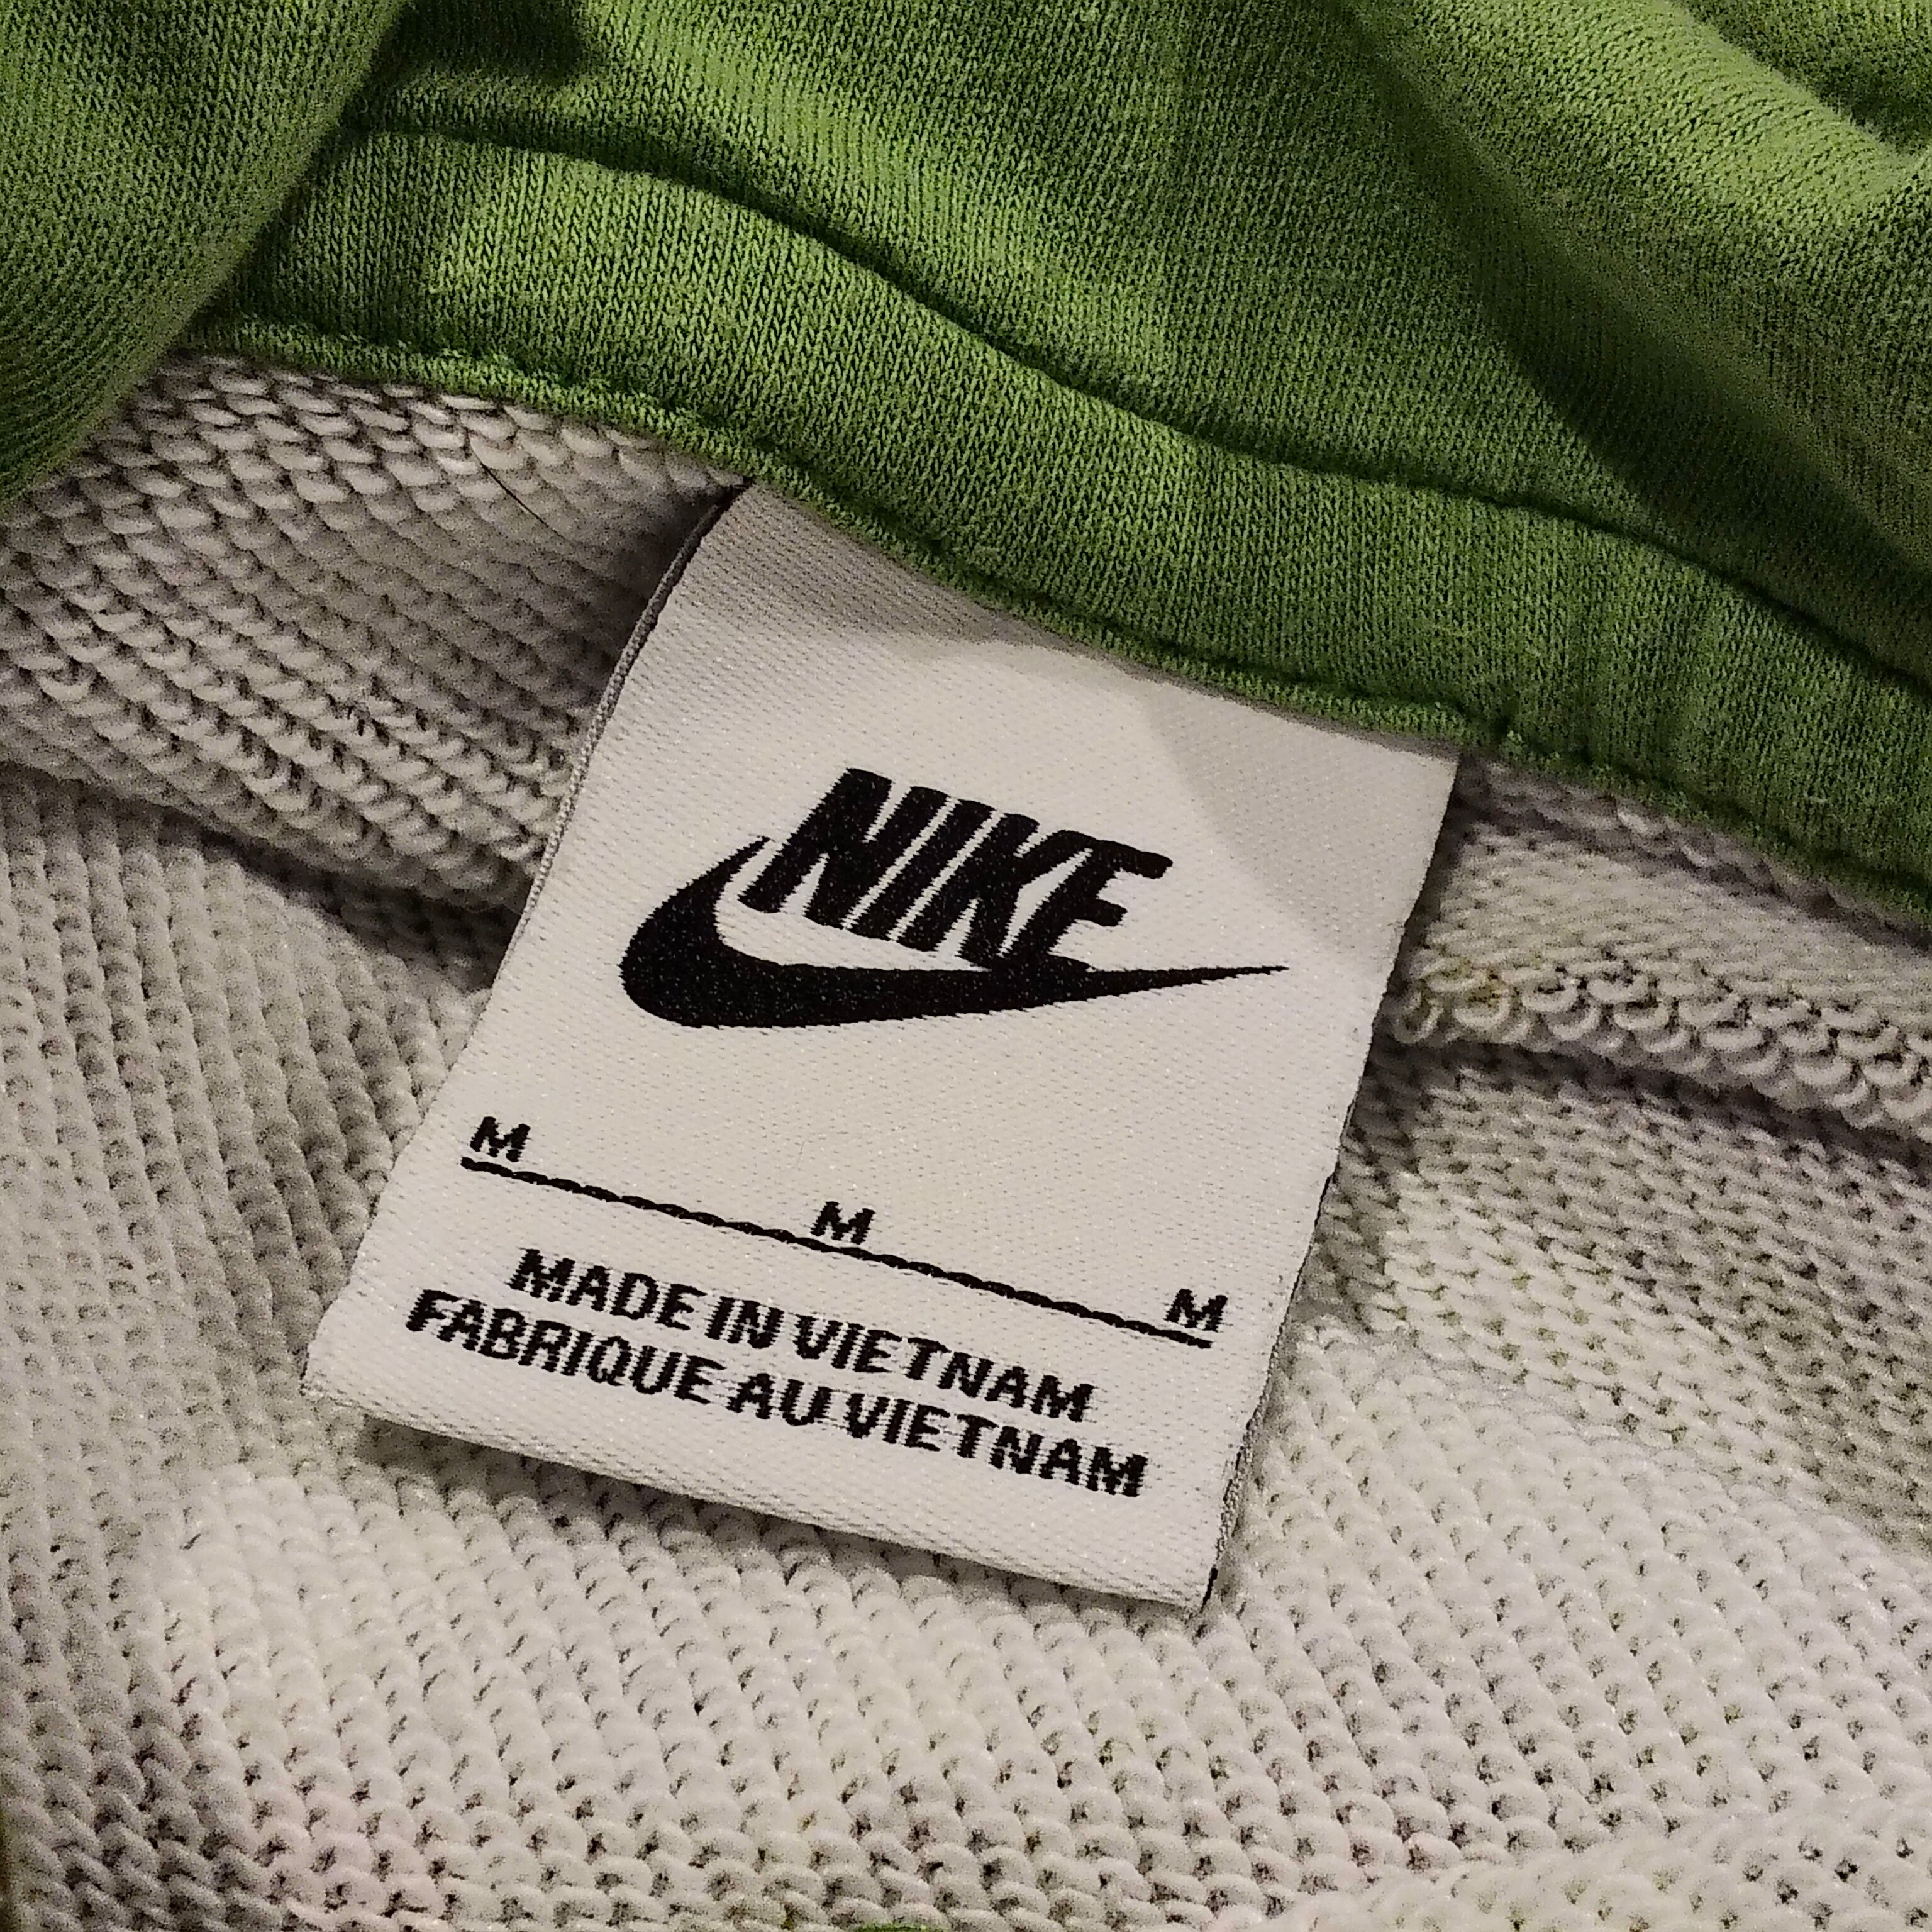 NIKE
M M M
MADE IN VIETNAM
FABRIQUE AU VIETNAM